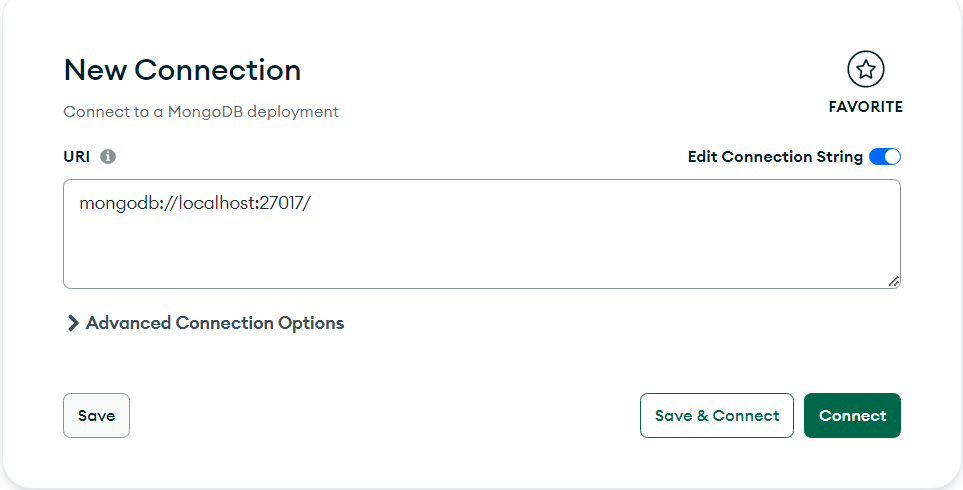 New Connection
FAVORITE
Connect to a MongoDB deployment
URI
Edit Connection String
mongodb://localhost:27017/
Advanced Connection Options
Save
Save & Connect
Connect